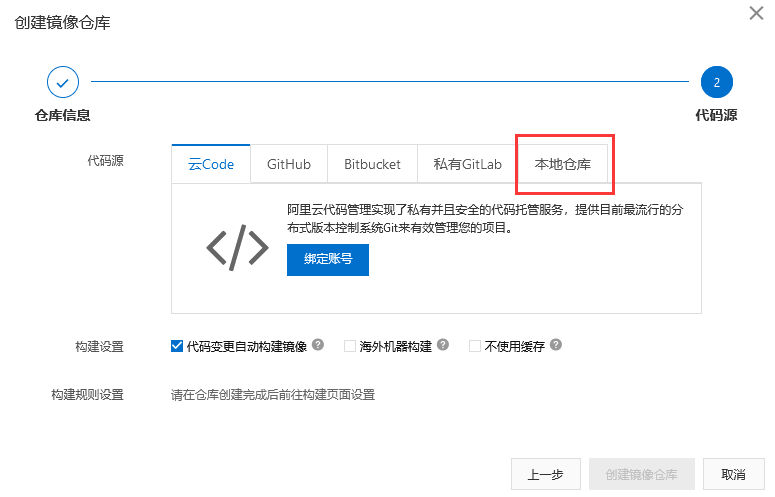 创建镜像仓库
2
仓库信息
代码源
代码源
云Code
GitHub
Bitbucket
私有GitLab
本地仓库
</>
阿里云代码管理实现了私有并且安全的代码托管服务，提供目前最流行的分
布式版本控制系统Git来有效管理您的项目。
绑定账号
构建设置
代码变更自动构建镜像 ?
海外机器构建 ?
不使用缓存 ?
构建规则设置
请在仓库创建完成后前往构建页面设置
上一步
创建镜像仓库
取消